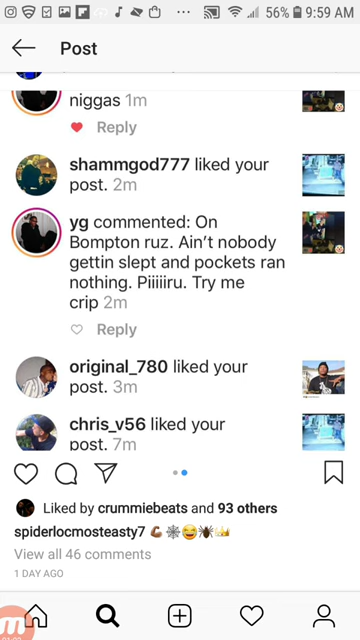 56% 9:59 AM
Post
niggas 1m
Reply
shammgod777 liked your
post. 2m
yg commented: On
Bompton ruz. Ain't nobody
gettin slept and pockets ran
nothing. Piiiiiru. Try me
crip 2m
Reply
original_780 liked your
post. 3m
chris_v56 liked your
post. 7m
Liked by crummiebeats and 93 others
spiderlocmosteasty7 💪🏾🕸😂🕷👑
View all 46 comments
1 DAY AGO